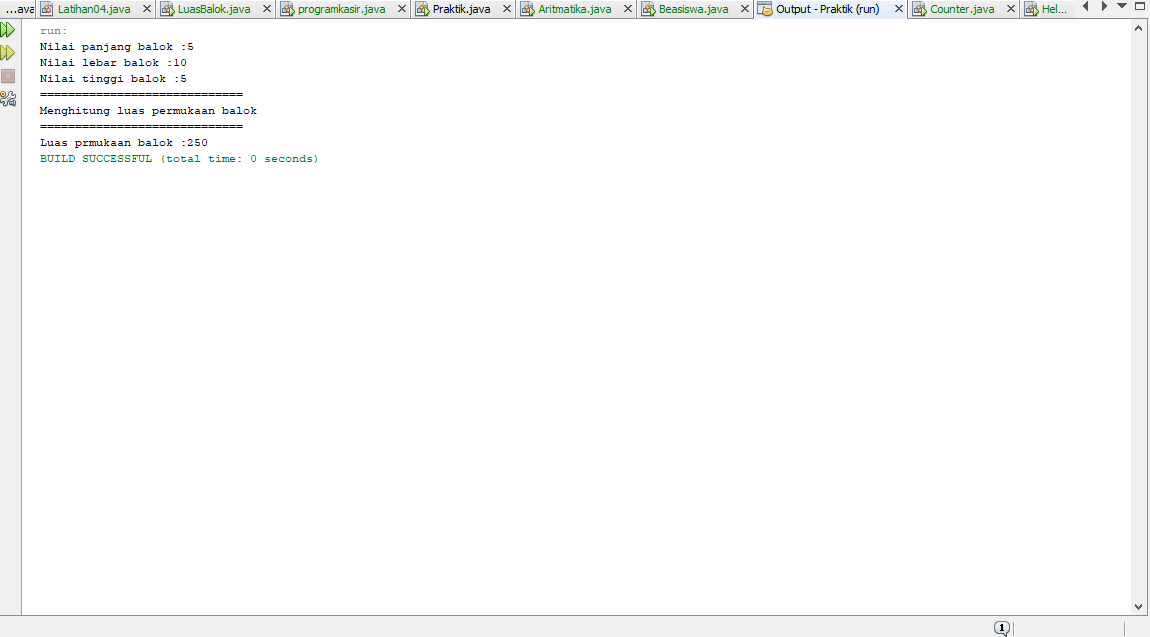 ...ava Latihan04.java LuasBalok.java programkasir.java Praktik.java Aritmatika.java Beasiswa.java Output - Praktik (run) Counter.java Hel...
run:
Nilai panjang balok :5
Nilai lebar balok :10
Nilai tinggi balok :5
=============================
Menghitung luas permukaan balok
=============================
Luas prmukaan balok :250
BUILD SUCCESSFUL (total time: 0 seconds)
1